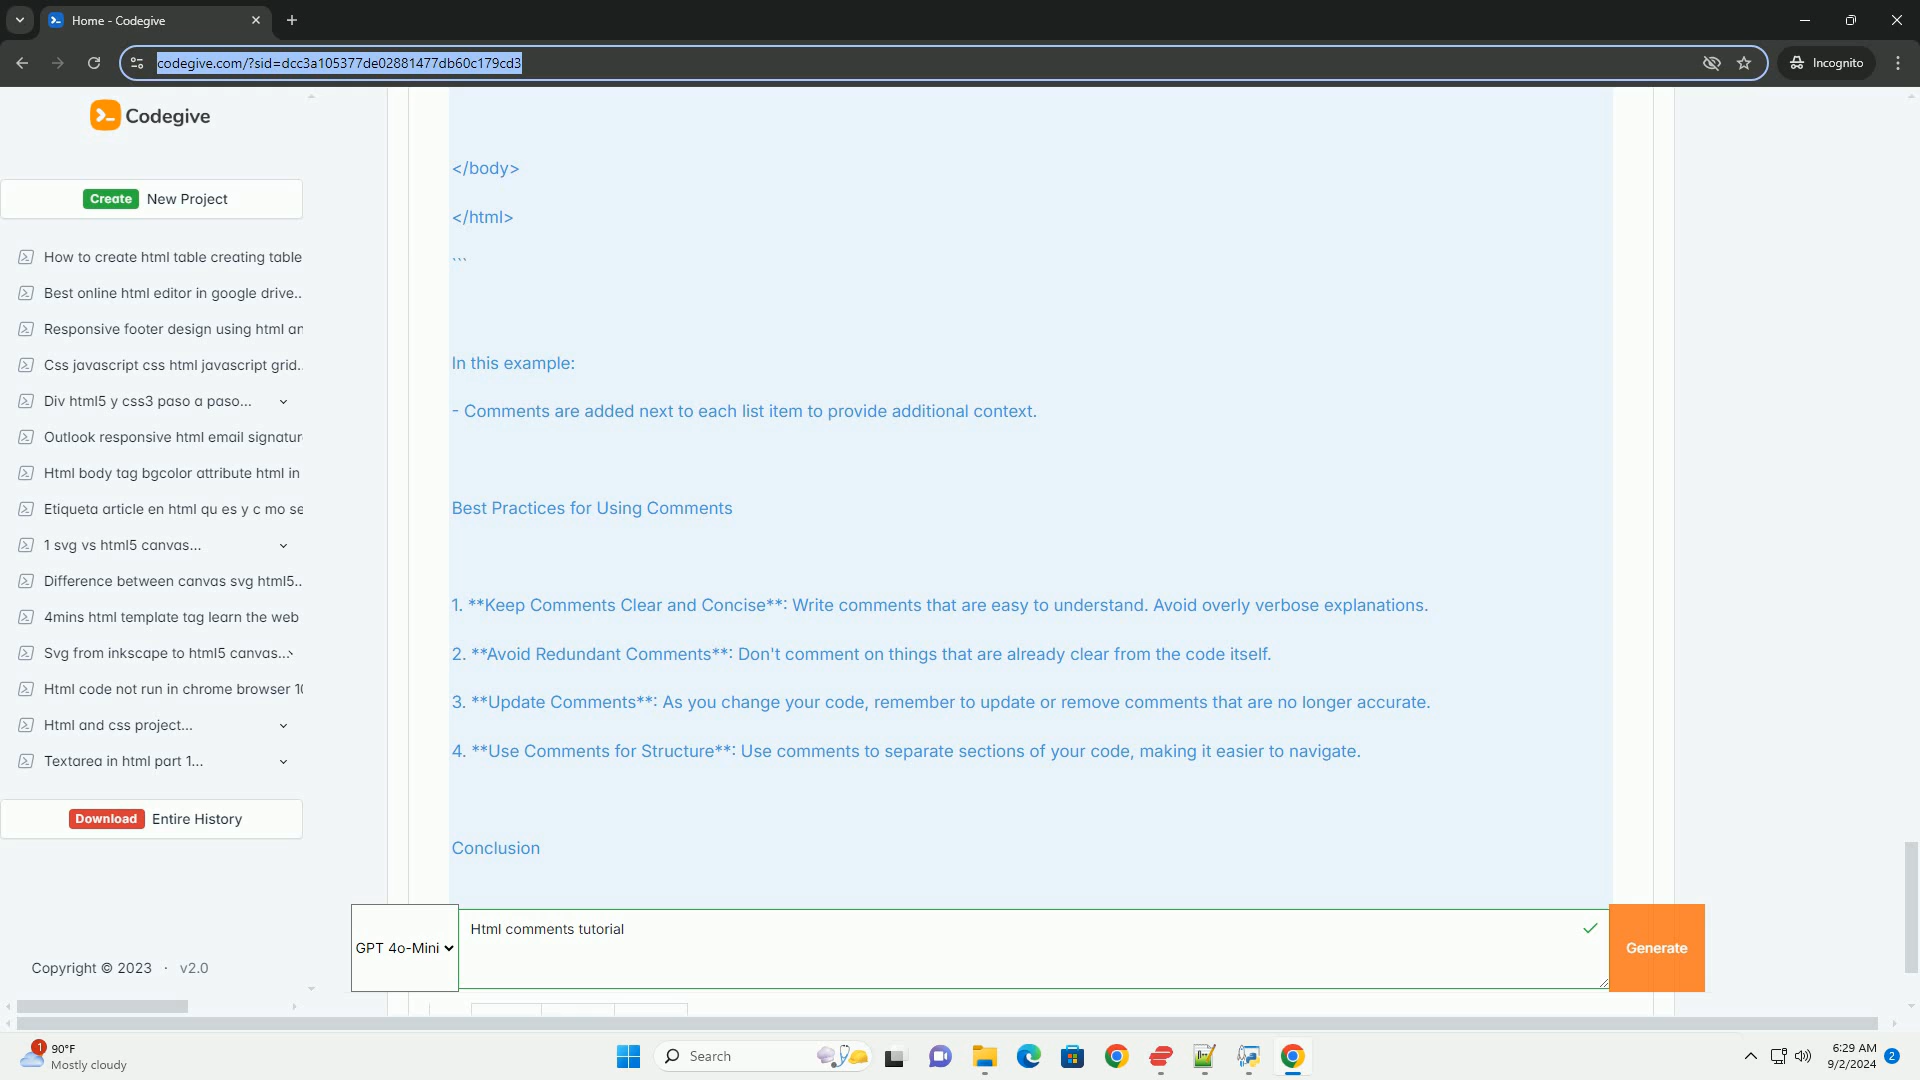 Home - Codegive
codegive.com/?sid=dcc3a105377de02881477db60c179cd3
Incognito
Codegive
Create New Project
How to create html table creating table
Best online html editor in google drive..
Responsive footer design using html an
Css javascript css html javascript grid..
Div html5 y css3 paso a paso...
Outlook responsive html email signatur
Html body tag bgcolor attribute html in
Etiqueta article en html qu es y c mo se
1 svg vs html5 canvas...
Difference between canvas svg html5..
4mins html template tag learn the web
Svg from inkscape to html5 canvas...
Html code not run in chrome browser 10
Html and css project...
Textarea in html part 1...
Download Entire History
Copyright © 2023 · v2.0
</body>
</html>
```
In this example:
- Comments are added next to each list item to provide additional context.
Best Practices for Using Comments
1. **Keep Comments Clear and Concise**: Write comments that are easy to understand. Avoid overly verbose explanations.
2. **Avoid Redundant Comments**: Don't comment on things that are already clear from the code itself.
3. **Update Comments**: As you change your code, remember to update or remove comments that are no longer accurate.
4. **Use Comments for Structure**: Use comments to separate sections of your code, making it easier to navigate.
Conclusion
GPT 4o-Mini
Html comments tutorial
Generate
1
90°F
Mostly cloudy
Search
6:29 AM
9/2/2024
2